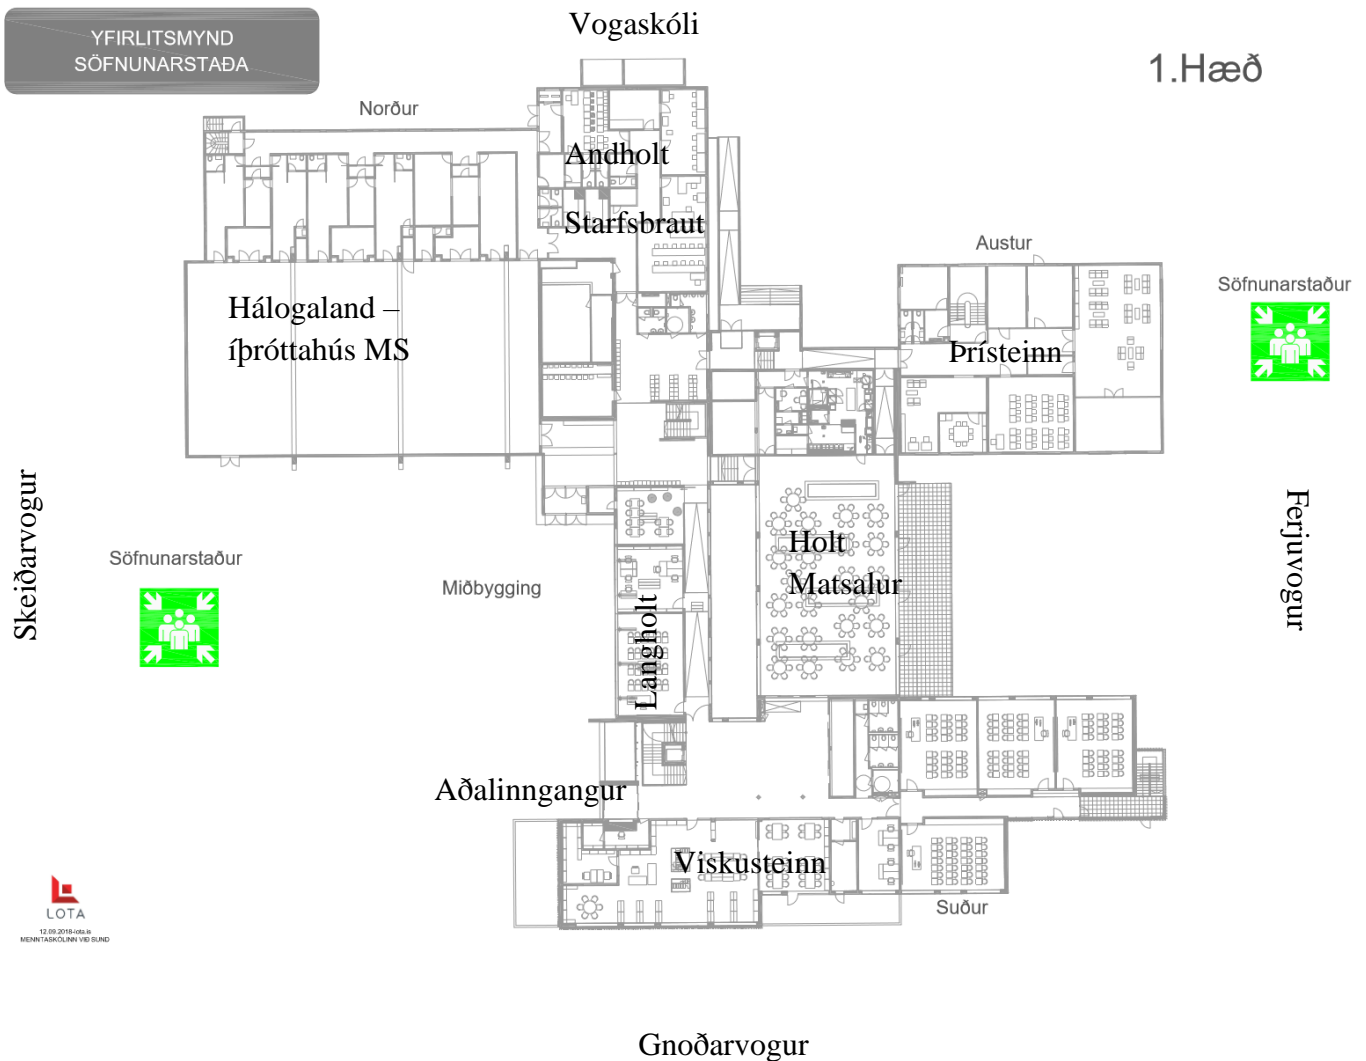 YFIRLITSMYND
SÖFNUNARSTAÐA
Vogaskóli
1.Hæð
Norður
Andholt
Starfsbraut
Austur
Söfnunarstaður
Hálogaland –
íþróttahús MS
Þrísteinn
Skeiðarvogur
Ferjuvogur
Söfnunarstaður
Miðbygging
Holt
Matsalur
Langholt
Aðalinngangur
Viskusteinn
Suður
LOTA
12.09.2018-lota.is
MENNTASKÓLINN VIÐ SUND
Gnoðarvogur